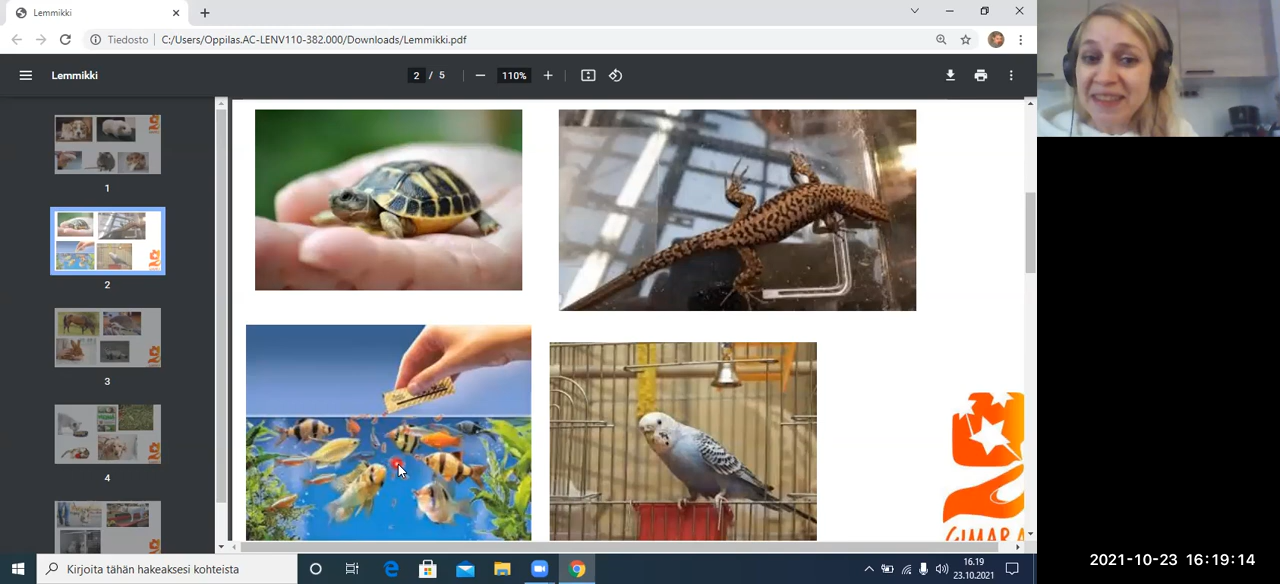 Lemmikki
Tiedosto C:/Users/Oppilas.AC-LENV110-382.000/Downloads/Lemmikki.pdf
Lemmikki
2 / 5
110%
1
2
3
4
Kirjoita tähän hakeaksesi kohteista
16.19
23.10.2021
2021-10-23 16:19:14